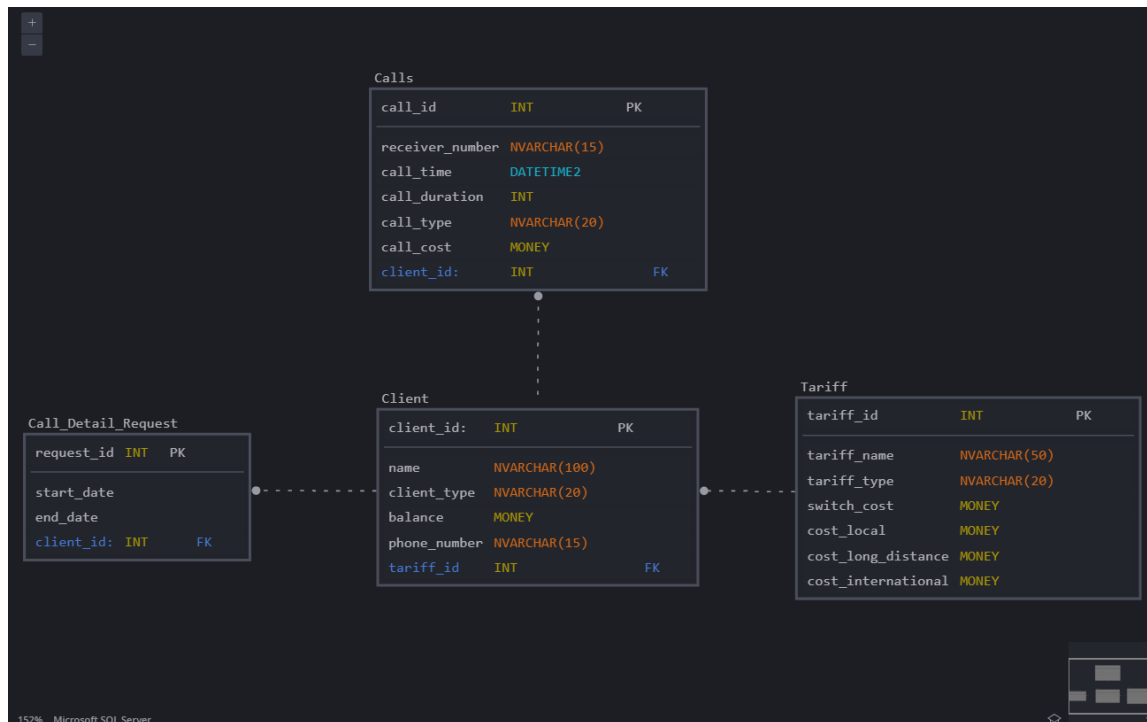 +
−
Calls
call_id INT PK
receiver_number NVARCHAR(15)
call_time DATETIME2
call_duration INT
call_type NVARCHAR(20)
call_cost MONEY
client_id: INT FK
Client
client_id: INT PK
name NVARCHAR(100)
client_type NVARCHAR(20)
balance MONEY
phone_number NVARCHAR(15)
tariff_id INT FK
Call_Detail_Request
request_id INT PK
start_date
end_date
client_id: INT FK
Tariff
tariff_id INT PK
tariff_name NVARCHAR(50)
tariff_type NVARCHAR(20)
switch_cost MONEY
cost_local MONEY
cost_long_distance MONEY
cost_international MONEY
152% Microsoft SQL Server